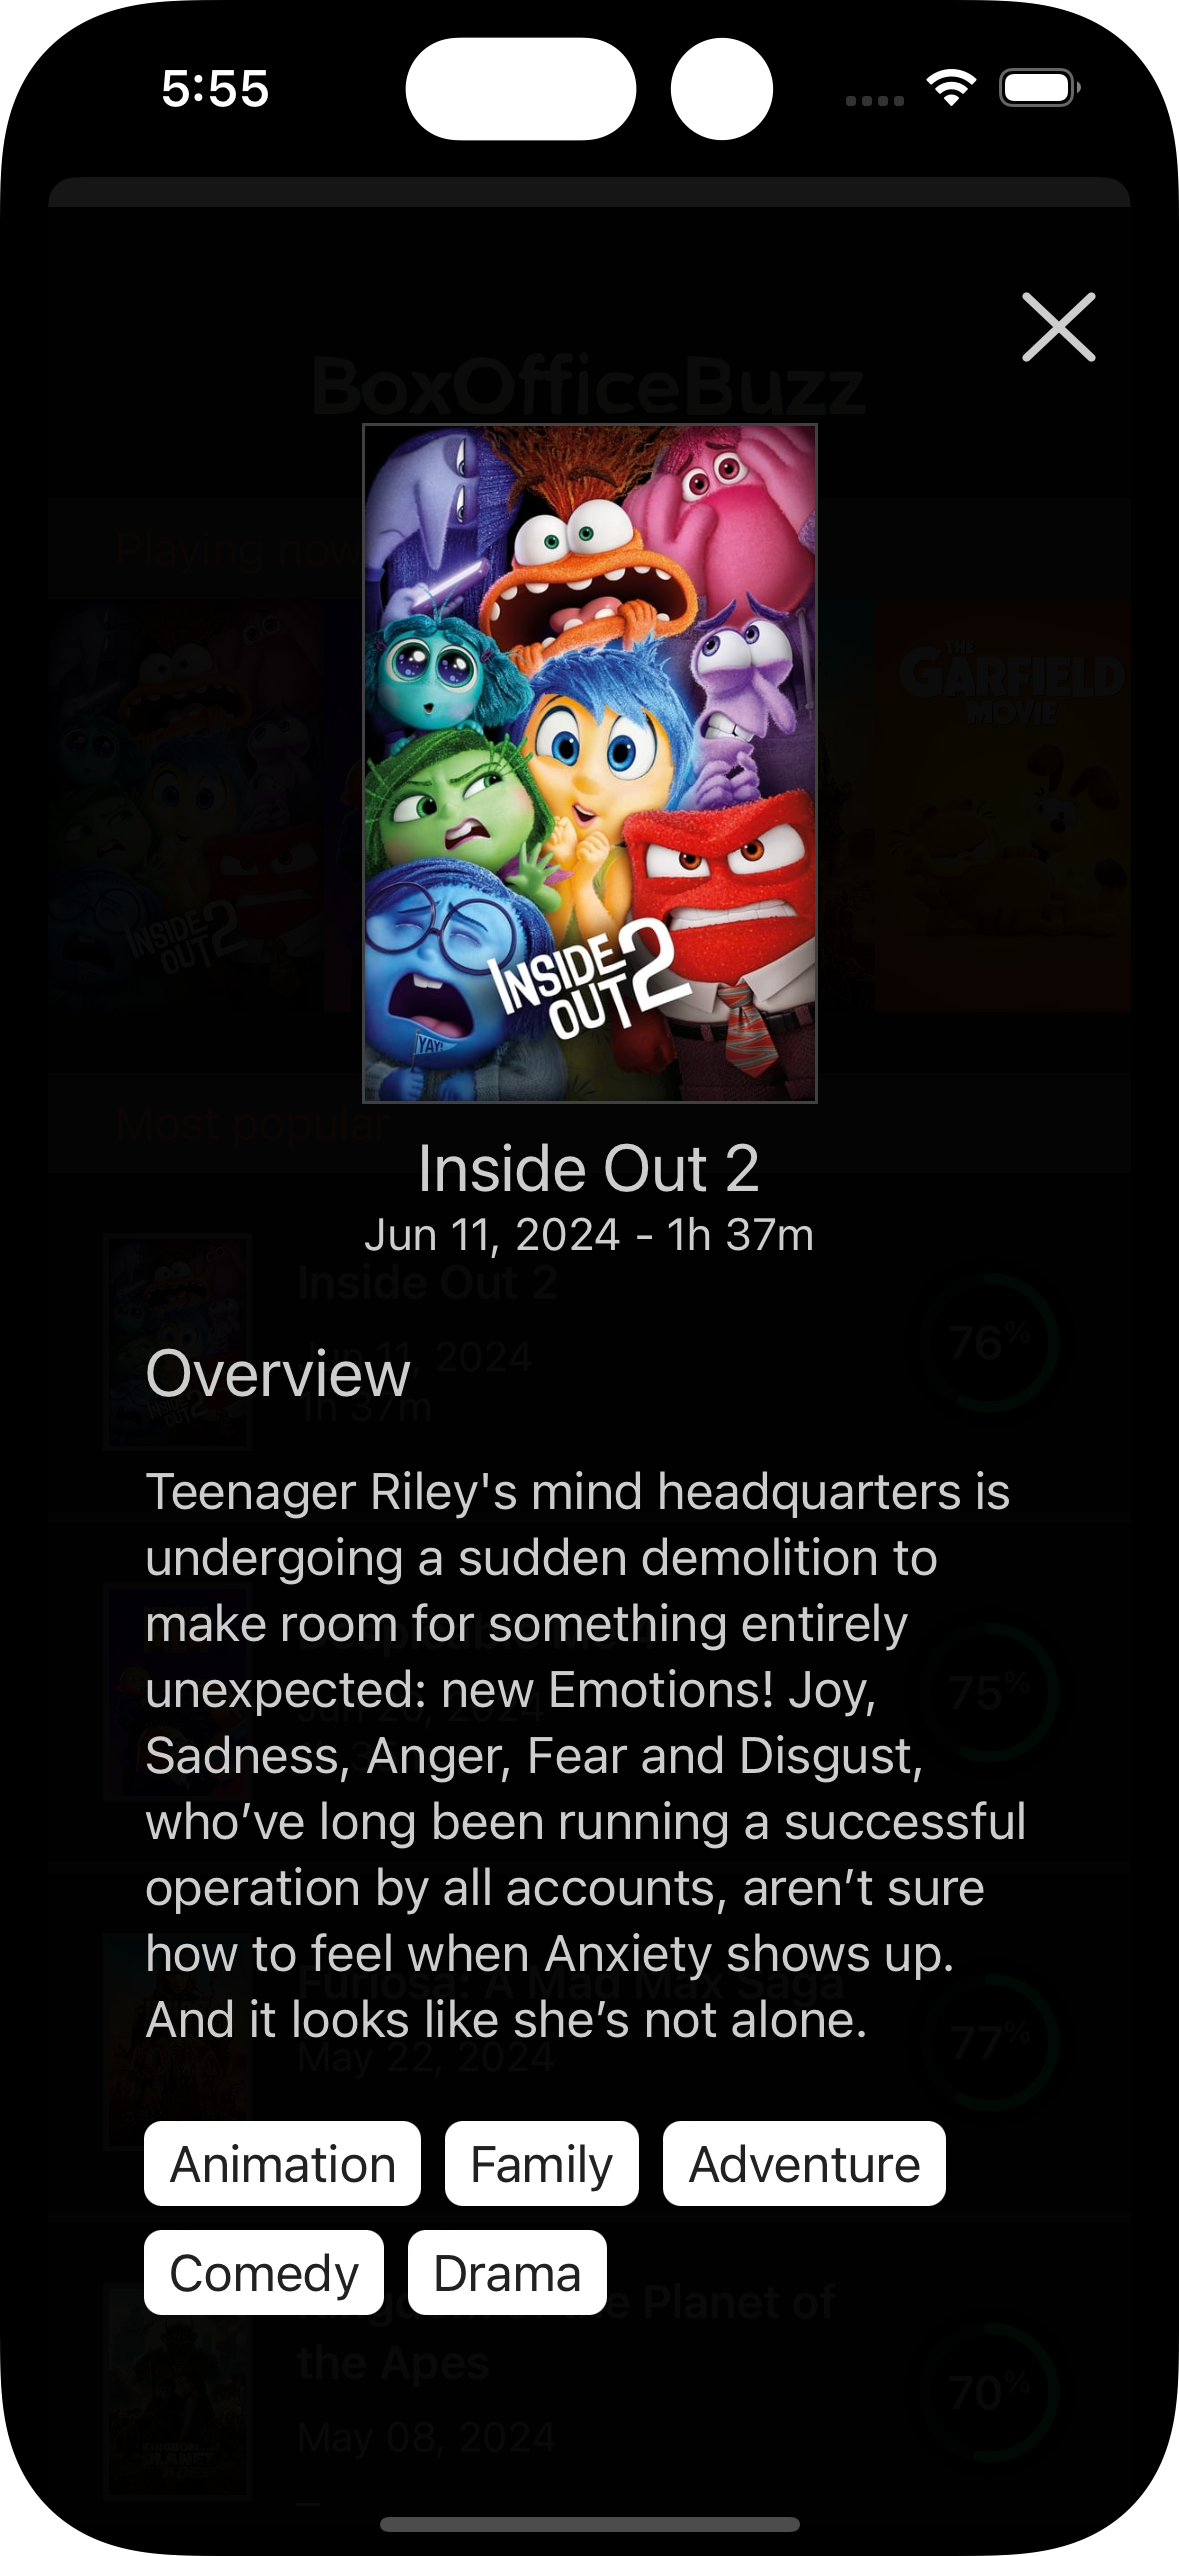 5:55
BoxOfficeBuzz
Playing now
THE
GARFIELD
MOVIE
INSIDE
OUT 2
YAY!
INSIDE
OUT 2
Most popular
Inside Out 2
Jun 11, 2024 - 1h 37m
Inside Out 2
Jun 11, 2024
1h 37m
76%
Overview
Teenager Riley's mind headquarters is
undergoing a sudden demolition to
make room for something entirely
unexpected: new Emotions! Joy,
Sadness, Anger, Fear and Disgust,
who’ve long been running a successful
operation by all accounts, aren’t sure
how to feel when Anxiety shows up.
And it looks like she’s not alone.
75%
Furiosa: A Mad Max Saga
May 22, 2024
77%
Animation
Family
Adventure
Comedy
Drama
Planet of
the Apes
May 08, 2024
70%